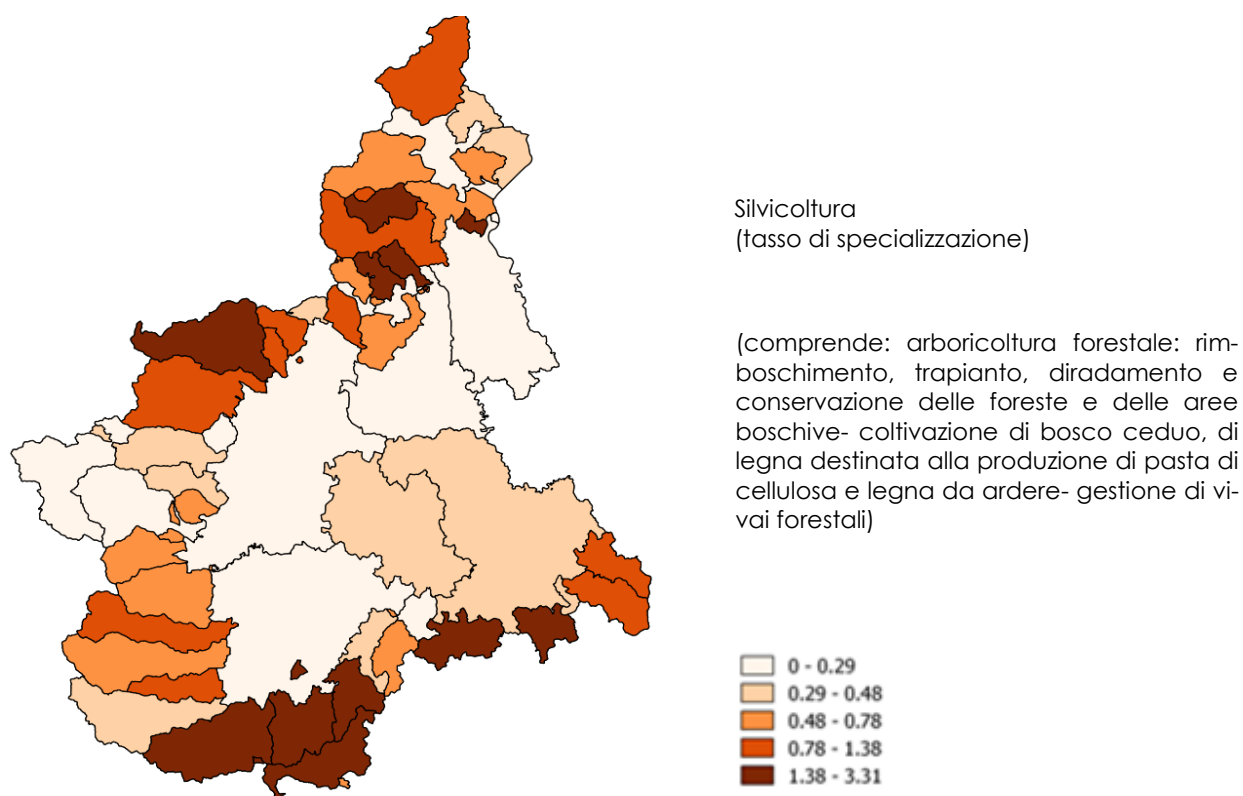 Silvicoltura
(tasso di specializzazione)
(comprende: arboricoltura forestale: rim-
boschimento, trapianto, diradamento e
conservazione delle foreste e delle aree
boschive- coltivazione di bosco ceduo, di
legna destinata alla produzione di pasta di
cellulosa e legna da ardere- gestione di vi-
vai forestali)
0 - 0.29
0.29 - 0.48
0.48 - 0.78
0.78 - 1.38
1.38 - 3.31